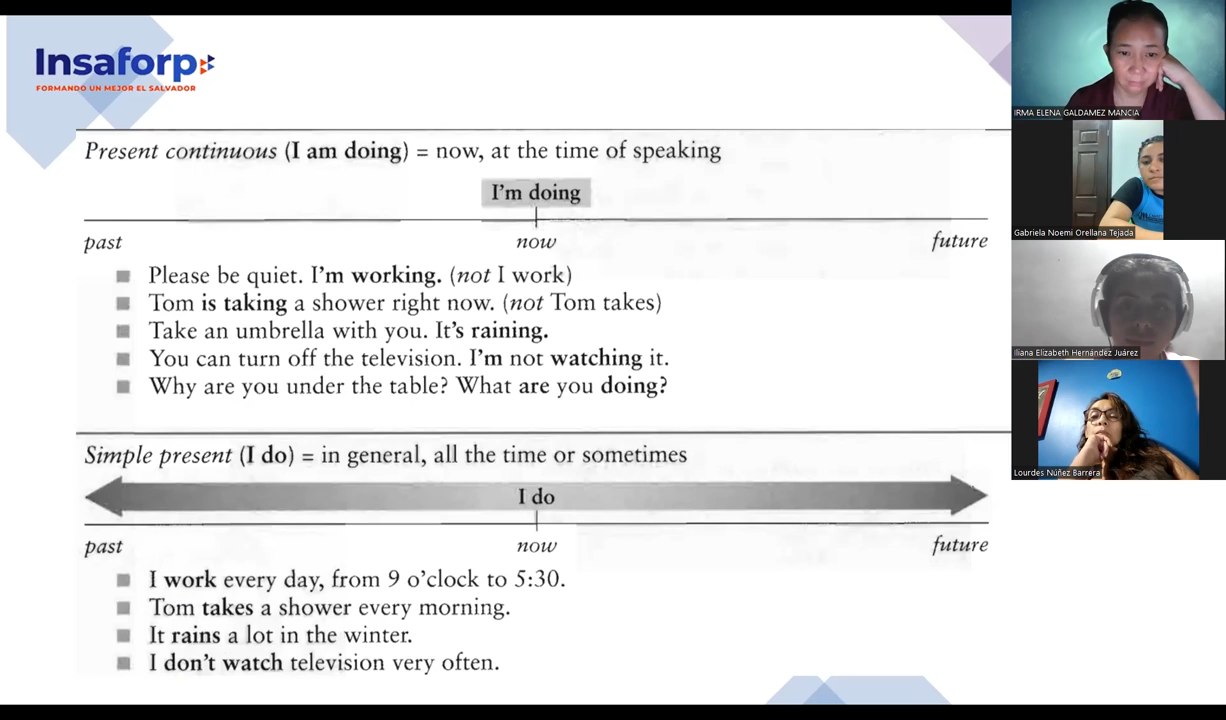 Insaforp
FORMANDO UN MEJOR EL SALVADOR
Present continuous (I am doing) = now, at the time of speaking
I'm doing
past now future
Please be quiet. I'm working. (not I work)
Tom is taking a shower right now. (not Tom takes)
Take an umbrella with you. It's raining.
You can turn off the television. I'm not watching it.
Why are you under the table? What are you doing?
Simple present (I do) = in general, all the time or sometimes
I do
past now future
I work every day, from 9 o'clock to 5:30.
Tom takes a shower every morning.
It rains a lot in the winter.
I don't watch television very often.
IRMA ELENA GALDAMEZ MANCIA
Gabriela Noemi Orellana Tejada
Iliana Elizabeth Hernández Juárez
Lourdes Núñez Barrera